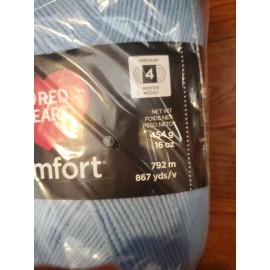 MEDIUM
4
MOYEN
MEDIO
RED
EART
mfort®
NET WT
POIDS NET
PESO NETO
454 g
16 oz
792 m
867 yds/v